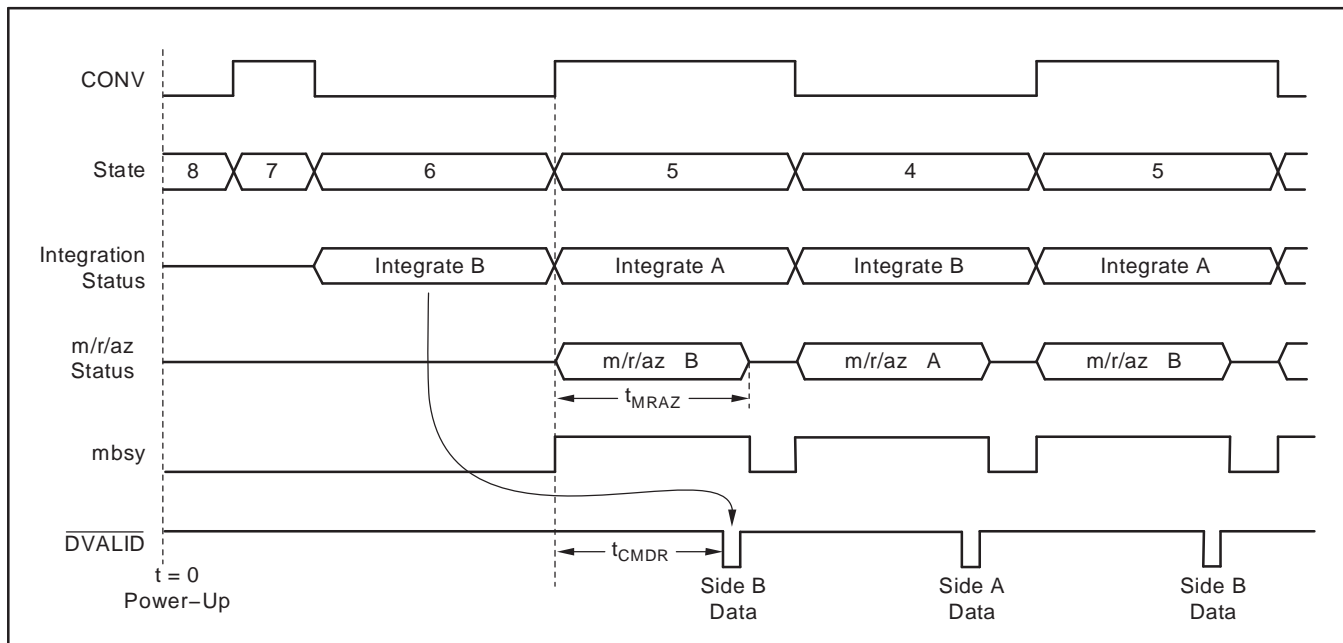 CONV
State
8 7 6 5 4 5
Integration
Status
Integrate B Integrate A Integrate B Integrate A
m/r/az
Status
m/r/az B m/r/az A m/r/az B
tMRAZ
mbsy
DVALID
tCMDR
t = 0
Power−Up
Side B
Data
Side A
Data
Side B
Data